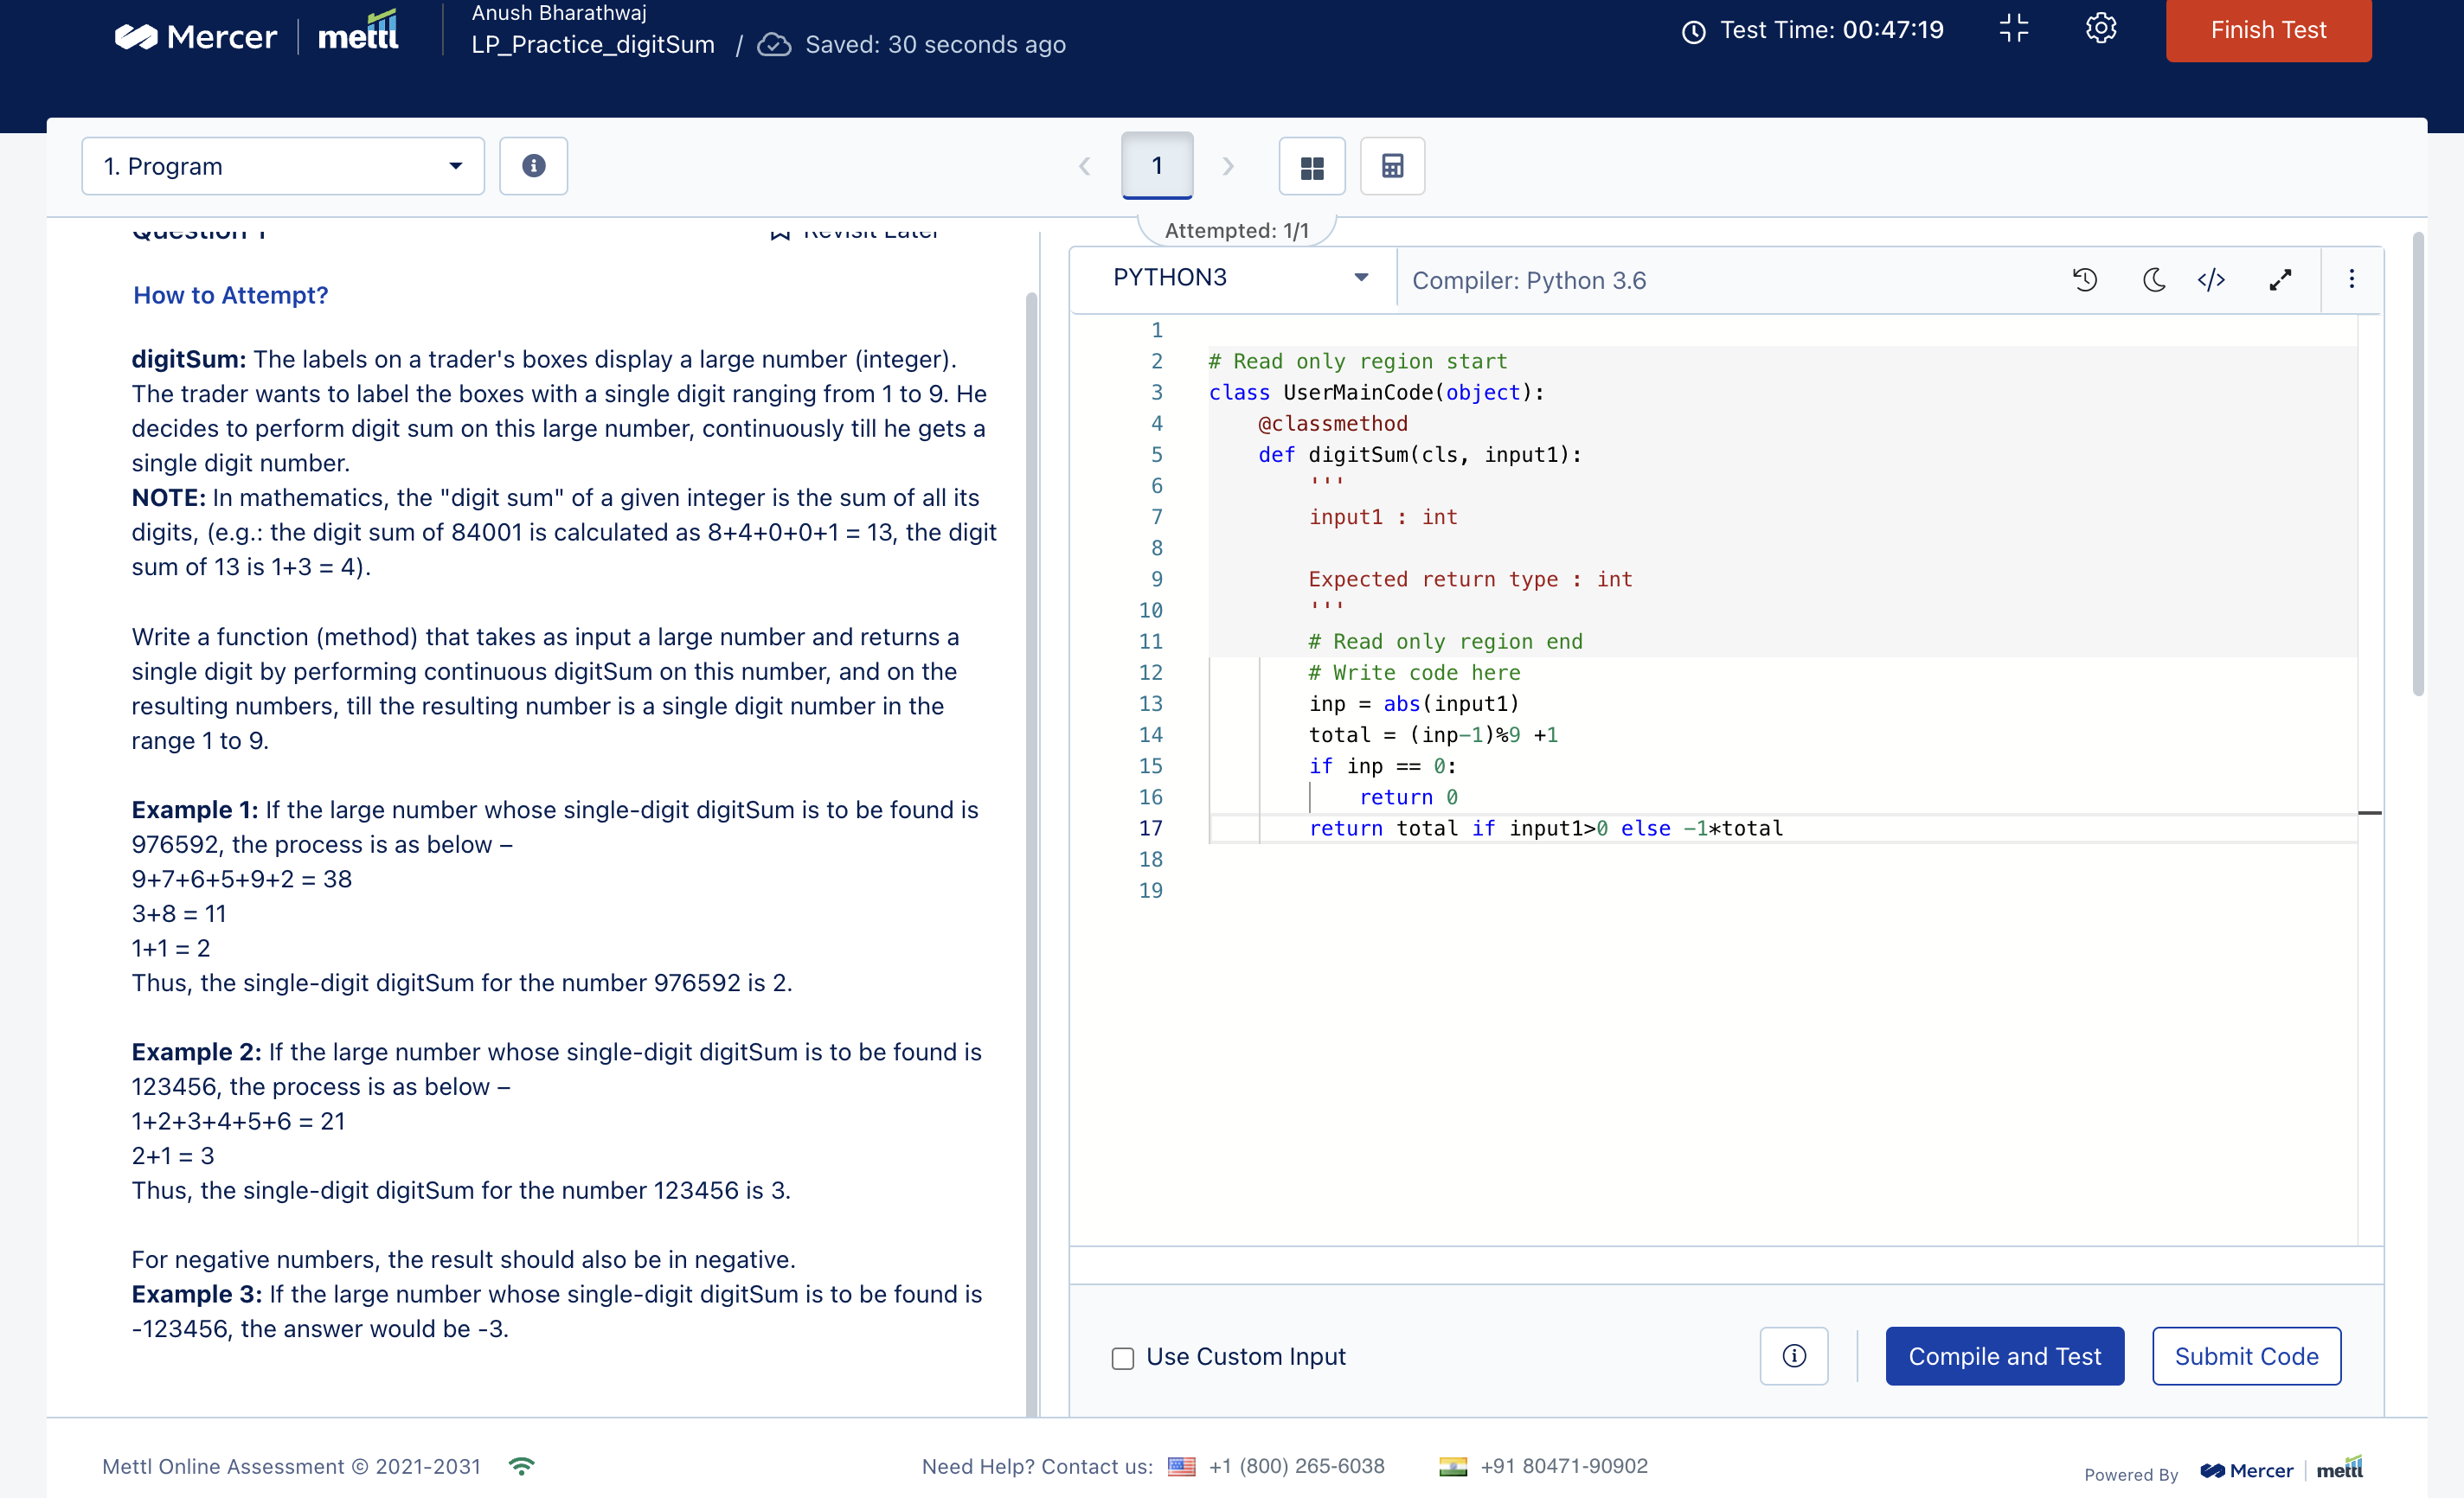 Mercer | mettl
Anush Bharathwaj
LP_Practice_digitSum / Saved: 30 seconds ago
Test Time: 00:47:19
Finish Test
1. Program
1
Attempted: 1/1
Question 1
Revisit Later
How to Attempt?
digitSum: The labels on a trader's boxes display a large number (integer).
The trader wants to label the boxes with a single digit ranging from 1 to 9. He
decides to perform digit sum on this large number, continuously till he gets a
single digit number.
NOTE: In mathematics, the "digit sum" of a given integer is the sum of all its
digits, (e.g.: the digit sum of 84001 is calculated as 8+4+0+0+1 = 13, the digit
sum of 13 is 1+3 = 4).
Write a function (method) that takes as input a large number and returns a
single digit by performing continuous digitSum on this number, and on the
resulting numbers, till the resulting number is a single digit number in the
range 1 to 9.
Example 1: If the large number whose single-digit digitSum is to be found is
976592, the process is as below –
9+7+6+5+9+2 = 38
3+8 = 11
1+1 = 2
Thus, the single-digit digitSum for the number 976592 is 2.
Example 2: If the large number whose single-digit digitSum is to be found is
123456, the process is as below –
1+2+3+4+5+6 = 21
2+1 = 3
Thus, the single-digit digitSum for the number 123456 is 3.
For negative numbers, the result should also be in negative.
Example 3: If the large number whose single-digit digitSum is to be found is
-123456, the answer would be -3.
PYTHON3
Compiler: Python 3.6
1
2 # Read only region start
3 class UserMainCode(object):
4     @classmethod
5     def digitSum(cls, input1):
6         '''
7         input1 : int
8
9         Expected return type : int
10         '''
11         # Read only region end
12         # Write code here
13         inp = abs(input1)
14         total = (inp-1)%9 +1
15         if inp == 0:
16             return 0
17         return total if input1>0 else -1*total
18
19
Use Custom Input
Compile and Test
Submit Code
Mettl Online Assessment © 2021-2031
Need Help? Contact us: +1 (800) 265-6038 +91 80471-90902
Powered By Mercer | mettl